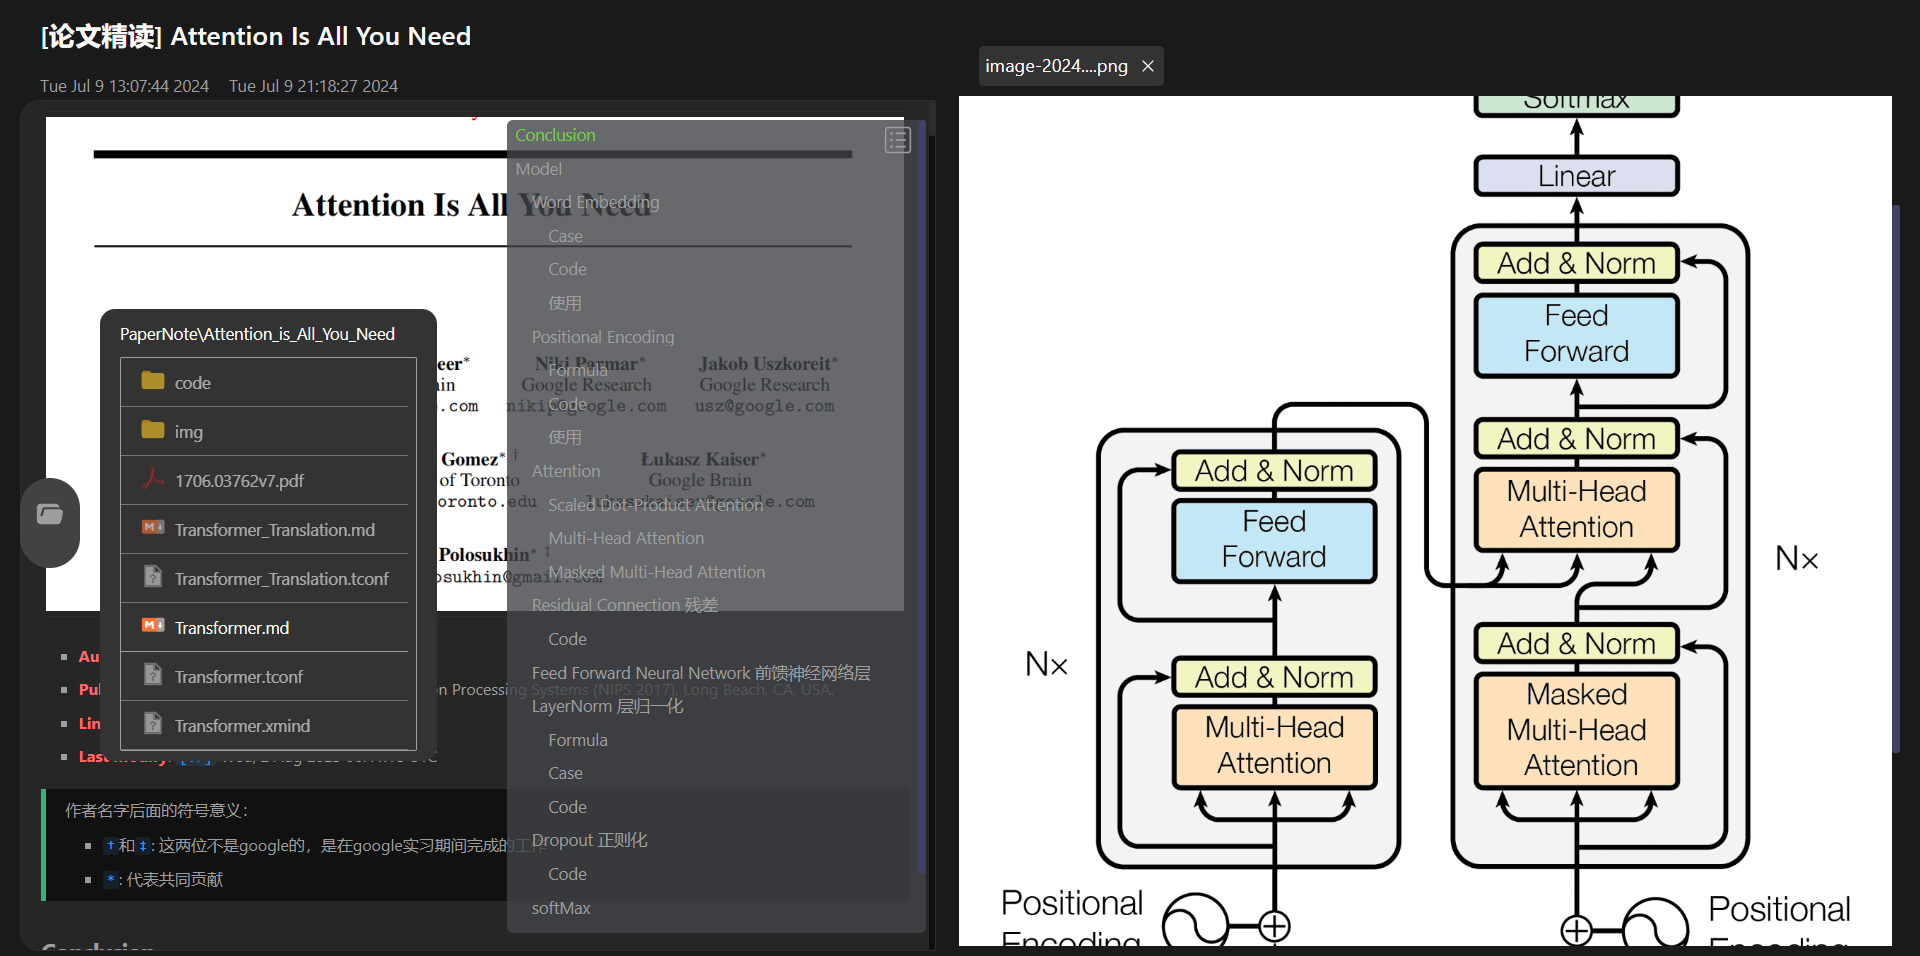 [论文精读] Attention Is All You Need
Tue Jul 9 13:07:44 2024 Tue Jul 9 21:18:27 2024
Attention Is All You Need
eer*
Niki Parmar*
Jakob Uszkoreit*
Google Research
Google Research
.com
nikip@google.com
usz@google.com
Gomez* †
Łukasz Kaiser*
of Toronto
Google Brain
oronto.edu
lukaszkaiser@google.com
Polosukhin* ‡
osukhin@gmail.com
PaperNote\Attention_is_All_You_Need
code
img
1706.03762v7.pdf
Transformer_Translation.md
Transformer_Translation.tconf
Transformer.md
Transformer.tconf
Transformer.xmind
Au
Pul
on Processing Systems (NIPS 2017), Long Beach, CA, USA.
Lin
作者名字后面的符号意义：
†和‡: 这两位不是google的，是在google实习期间完成的工作
*: 代表共同贡献
Conclusion
Conclusion
Model
Word Embedding
Case
Code
使用
Positional Encoding
Formula
Code
使用
Attention
Scaled Dot-Product Attention
Multi-Head Attention
Masked Multi-Head Attention
Residual Connection 残差
Code
Feed Forward Neural Network 前馈神经网络层
LayerNorm 层归一化
Formula
Case
Code
Dropout 正则化
Code
softMax
image-2024....png
Softmax
Linear
Add & Norm
Feed
Forward
Add & Norm
Multi-Head
Attention
Nx
Add & Norm
Masked
Multi-Head
Attention
Add & Norm
Feed
Forward
Nx
Add & Norm
Multi-Head
Attention
Positional
Encoding
Positional
Encoding